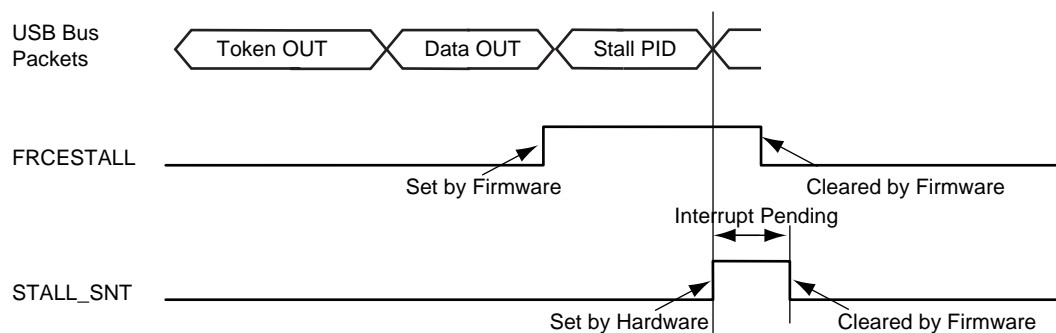 USB Bus
Packets
Token OUT
Data OUT
Stall PID
FRCESTALL
Set by Firmware
Cleared by Firmware
Interrupt Pending
STALL_SNT
Set by Hardware
Cleared by Firmware